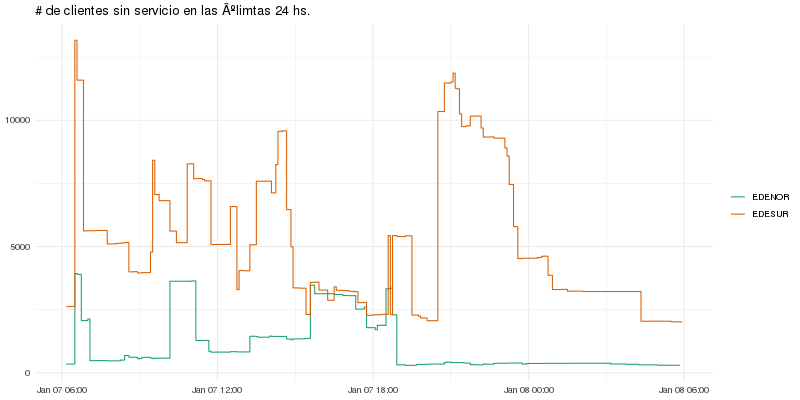 # de clientes sin servicio en las Ãºlimtas 24 hs.
10000
5000
0
Jan 07 06:00 Jan 07 12:00 Jan 07 18:00 Jan 08 00:00 Jan 08 06:00
EDENOR
EDESUR